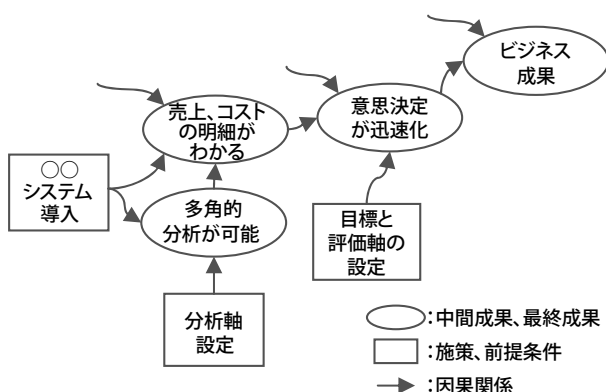 ビジネス
成果
売上、コスト
の明細が
わかる
意思決定
が迅速化
○○
システム
導入
多角的
分析が可能
目標と
評価軸の
設定
分析軸
設定
:中間成果、最終成果
:施策、前提条件
:因果関係